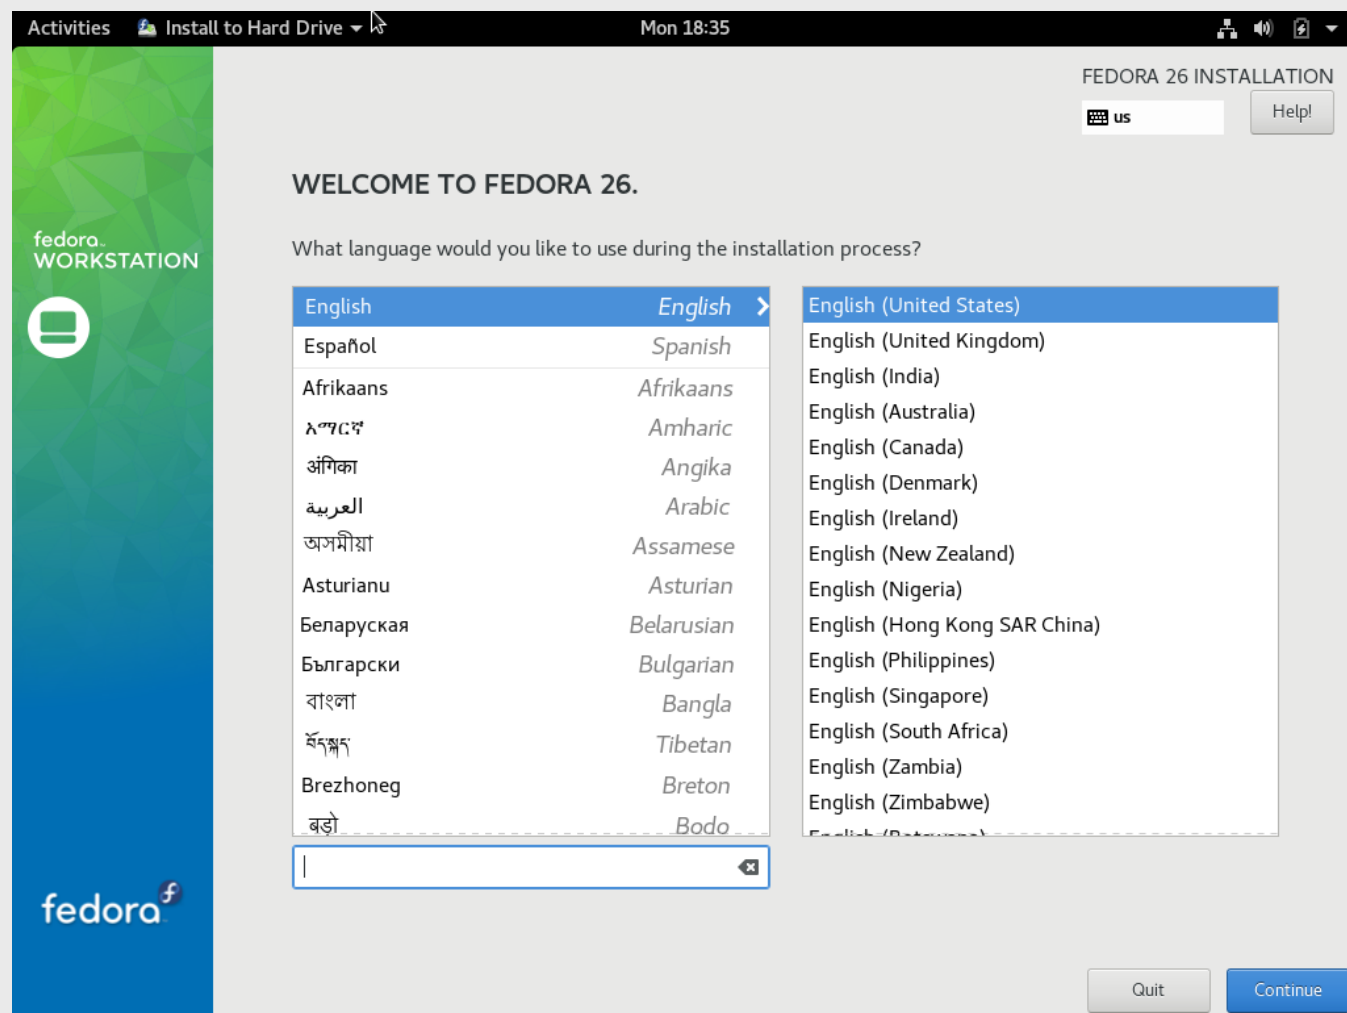 Activities Install to Hard Drive Mon 18:35
FEDORA 26 INSTALLATION
us Help!
WELCOME TO FEDORA 26.
fedora
WORKSTATION
What language would you like to use during the installation process?
English English
Español Spanish
Afrikaans Afrikaans
አማርኛ Amharic
अंगिका Angika
العربية Arabic
অসমীয়া Assamese
Asturianu Asturian
Беларуская Belarusian
Български Bulgarian
বাংলা Bangla
བོད་སྐད་ Tibetan
Brezhoneg Breton
बड़ो Bodo
English (United States)
English (United Kingdom)
English (India)
English (Australia)
English (Canada)
English (Denmark)
English (Ireland)
English (New Zealand)
English (Nigeria)
English (Hong Kong SAR China)
English (Philippines)
English (Singapore)
English (South Africa)
English (Zambia)
English (Zimbabwe)
English (Botswana)
fedora
Quit Continue